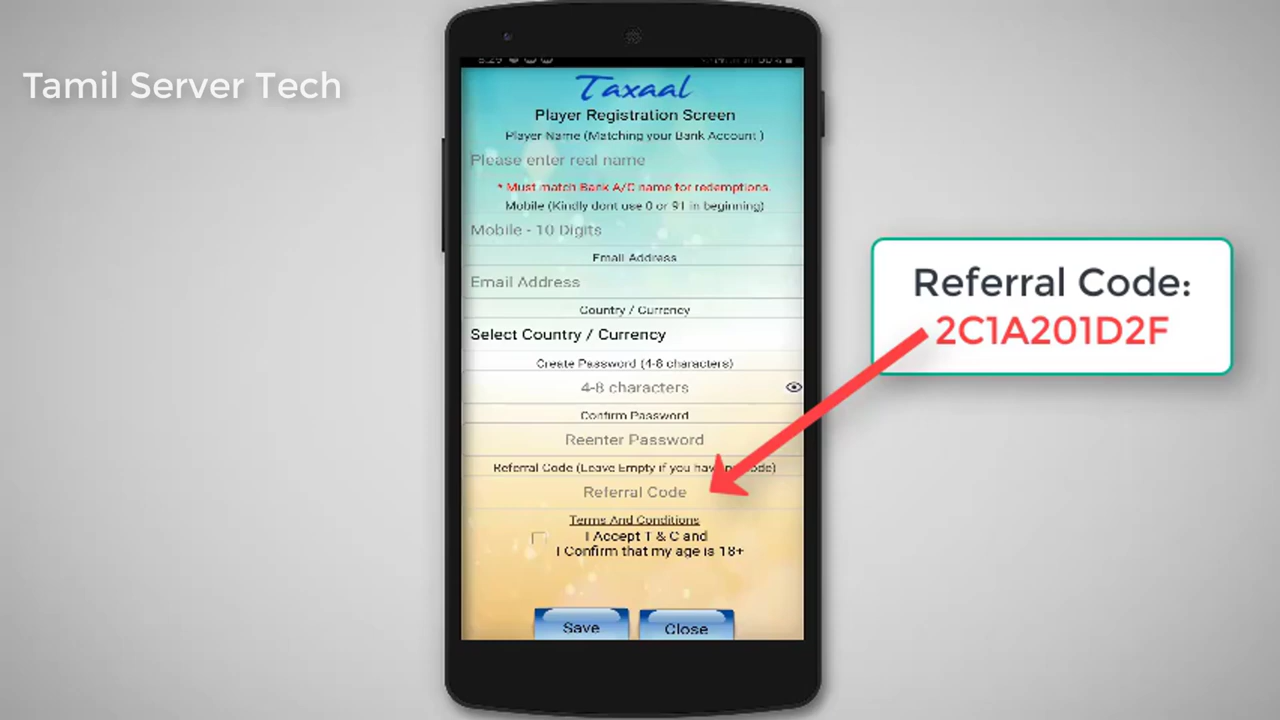 Tamil Server Tech
Taxaal
Player Registration Screen
Player Name (Matching your Bank Account )
Please enter real name
* Must match Bank A/C name for redemptions.
Mobile (Kindly dont use 0 or 91 in beginning)
Mobile - 10 Digits
Email Address
Email Address
Country / Currency
Select Country / Currency
Create Password (4-8 characters)
4-8 characters
Confirm Password
Reenter Password
Referral Code (Leave Empty if you have
Referral Code
Terms And Conditions
I Accept T & C and
I Confirm that my age is 18+
Save Close
Referral Code:
2C1A201D2F